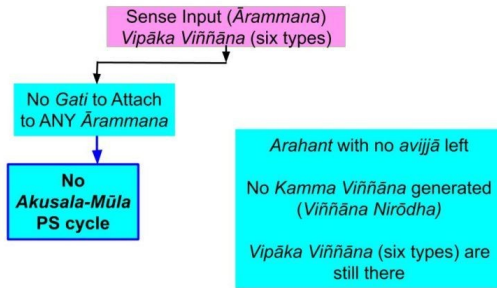 Sense Input (Ārammana)
Vipāka Viññāna (six types)
No Gati to Attach
to ANY Ārammana
No
Akusala-Mūla
PS cycle
Arahant with no avijjā left
No Kamma Viññāna generated
(Viññāna Nirōdha)
Vipāka Viññāna (six types) are
still there